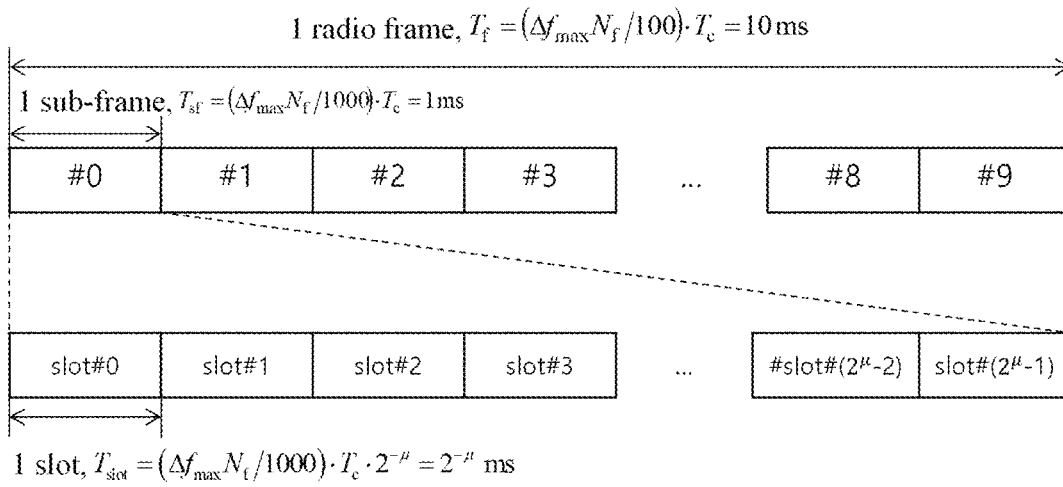 1 radio frame, T_f = (Δf_max N_f /100) · T_c = 10 ms
1 sub-frame, T_sf = (Δf_max N_f /1000) · T_c = 1 ms
#0 #1 #2 #3 ... #8 #9
slot#0 slot#1 slot#2 slot#3 ... #slot#(2^μ-2) slot#(2^μ-1)
1 slot, T_slot = (Δf_max N_f /1000) · T_c · 2^-μ = 2^-μ ms